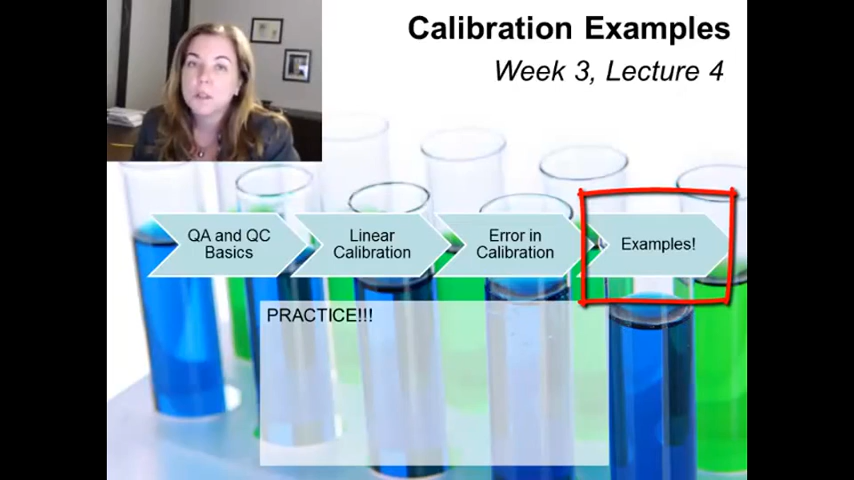 Calibration Examples
Week 3, Lecture 4
QA and QC
Basics
Linear
Calibration
Error in
Calibration
Examples!
PRACTICE!!!